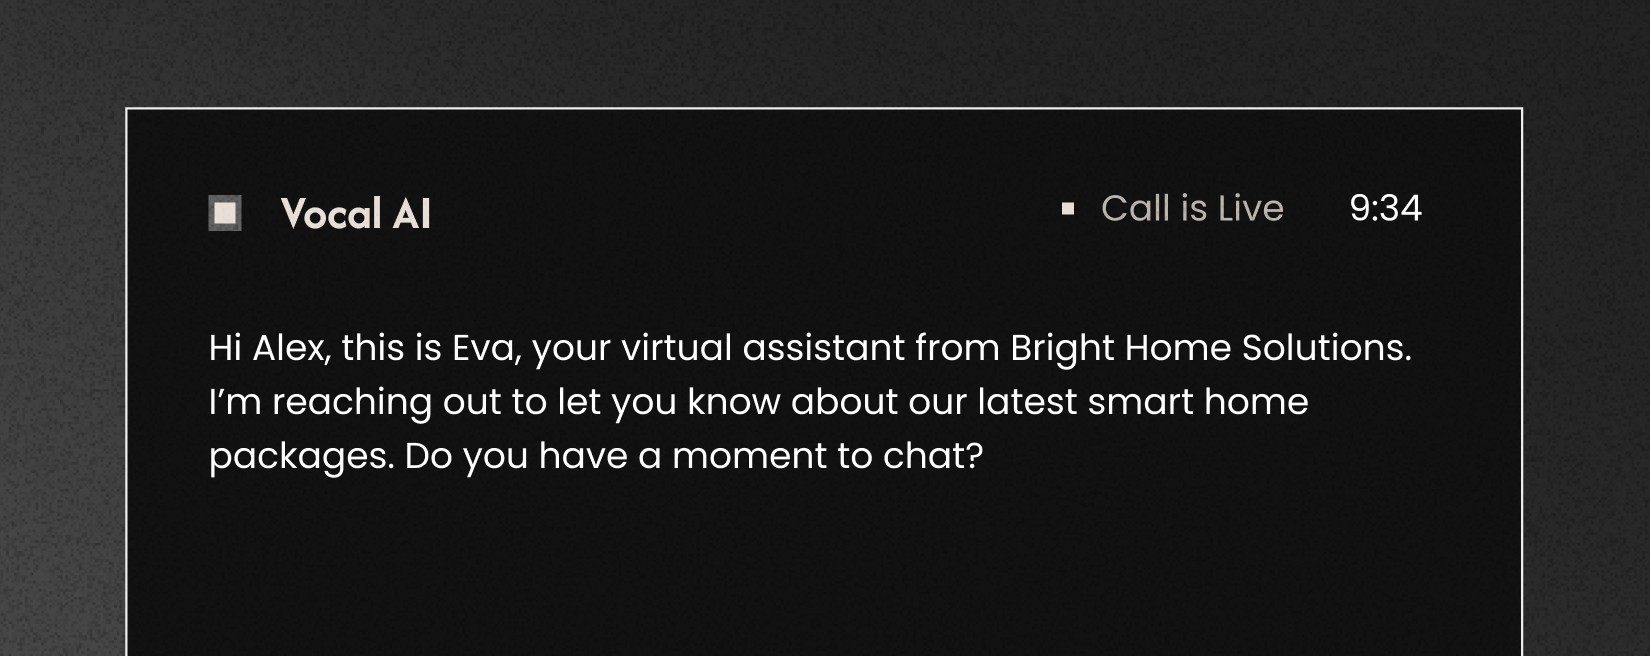 Vocal AI
Call is Live
9:34
Hi Alex, this is Eva, your virtual assistant from Bright Home Solutions.
I’m reaching out to let you know about our latest smart home
packages. Do you have a moment to chat?